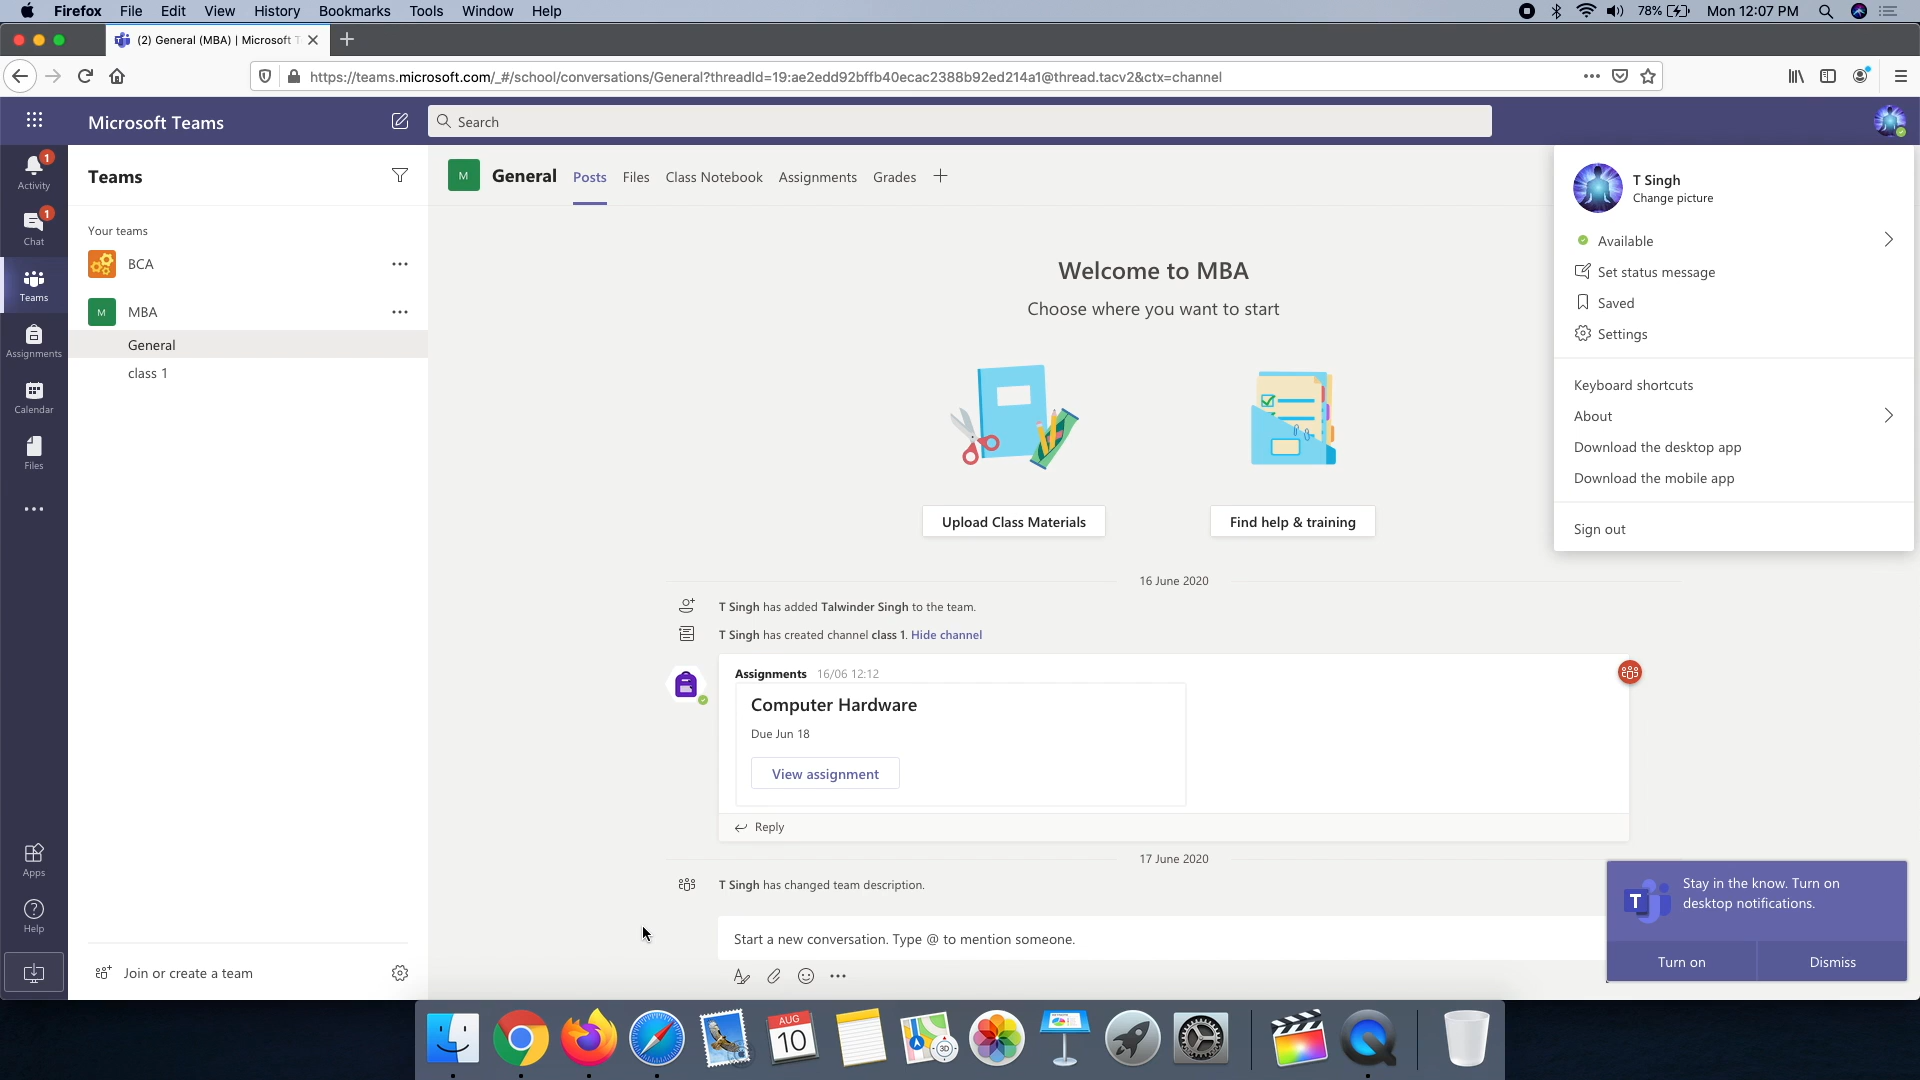 Firefox File Edit View History Bookmarks Tools Window Help
78% Mon 12:07 PM
(2) General (MBA) | Microsoft T
https://teams.microsoft.com/_#/school/conversations/General?threadId=19:ae2edd92bffb40ecac2388b92ed214a1@thread.tacv2&ctx=channel
Microsoft Teams
Search
1
Activity
1
Chat
Teams
Assignments
Calendar
Files
Apps
Help
Teams
Your teams
BCA
M MBA
General
class 1
Join or create a team
M General Posts Files Class Notebook Assignments Grades
Welcome to MBA
Choose where you want to start
Upload Class Materials
Find help & training
16 June 2020
T Singh has added Talwinder Singh to the team.
T Singh has created channel class 1. Hide channel
Assignments 16/06 12:12
Computer Hardware
Due Jun 18
View assignment
Reply
17 June 2020
T Singh has changed team description.
Start a new conversation. Type @ to mention someone.
T Singh
Change picture
Available
Set status message
Saved
Settings
Keyboard shortcuts
About
Download the desktop app
Download the mobile app
Sign out
T
Stay in the know. Turn on
desktop notifications.
Turn on
Dismiss
AUG
10
3D